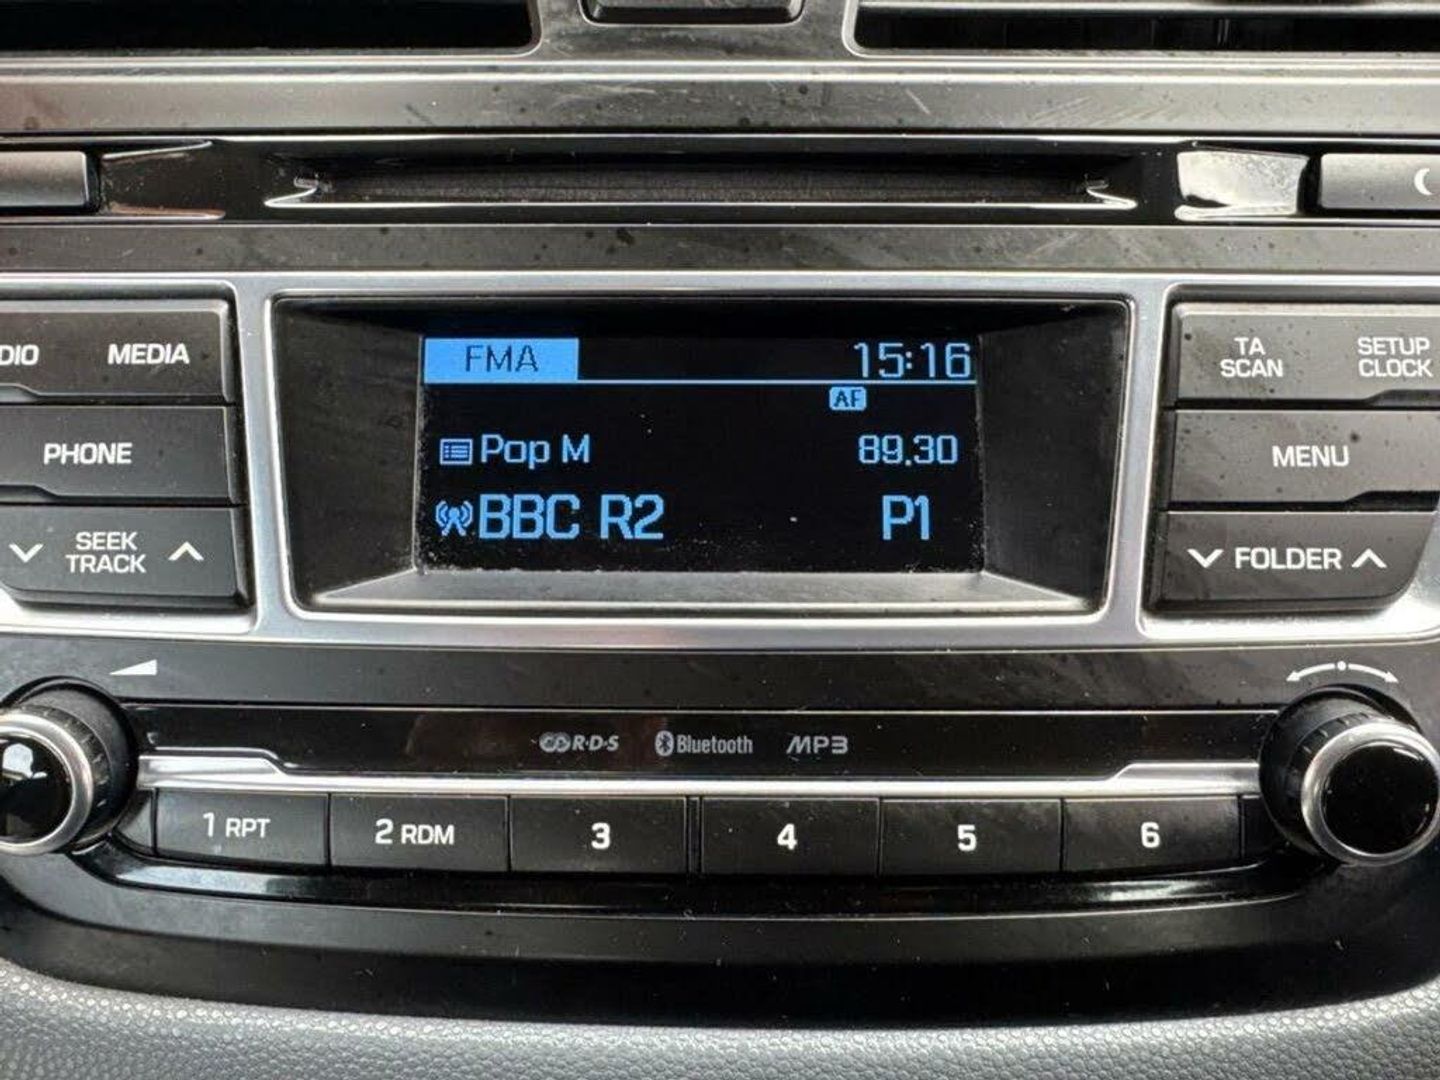 FMA 15:16
AF
Pop M 89.30
BBC R2 P1
MEDIA
PHONE
SEEK
TRACK
TA
SCAN
SETUP
CLOCK
MENU
FOLDER
R·D·S Bluetooth MP3
1 RPT 2 RDM 3 4 5 6